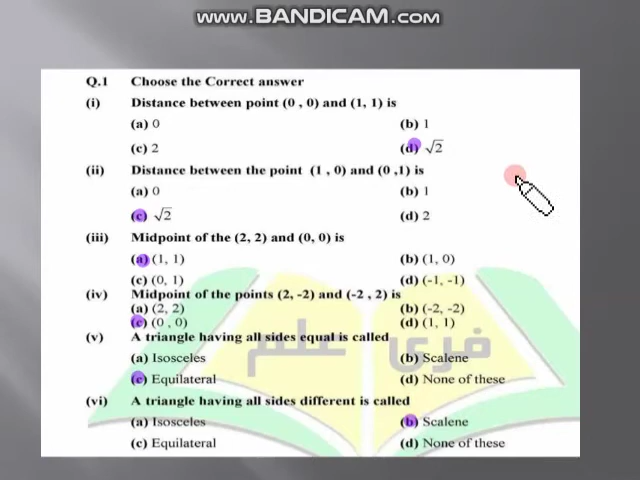 www.BANDICAM.com
Q.1 Choose the Correct answer
(i) Distance between point (0 , 0) and (1, 1) is
(a) 0 (b) 1
(c) 2 (d) √2
(ii) Distance between the point (1 , 0) and (0 ,1) is
(a) 0 (b) 1
(c) √2 (d) 2
(iii) Midpoint of the (2, 2) and (0, 0) is
(a) (1, 1) (b) (1, 0)
(c) (0, 1) (d) (-1, -1)
(iv) Midpoint of the points (2, -2) and (-2 , 2) is
(a) (2, 2) (b) (-2, -2)
(c) (0 , 0) (d) (1, 1)
(v) A triangle having all sides equal is called
فری علم
(a) Isosceles (b) Scalene
(c) Equilateral (d) None of these
(vi) A triangle having all sides different is called
(a) Isosceles (b) Scalene
(c) Equilateral (d) None of these